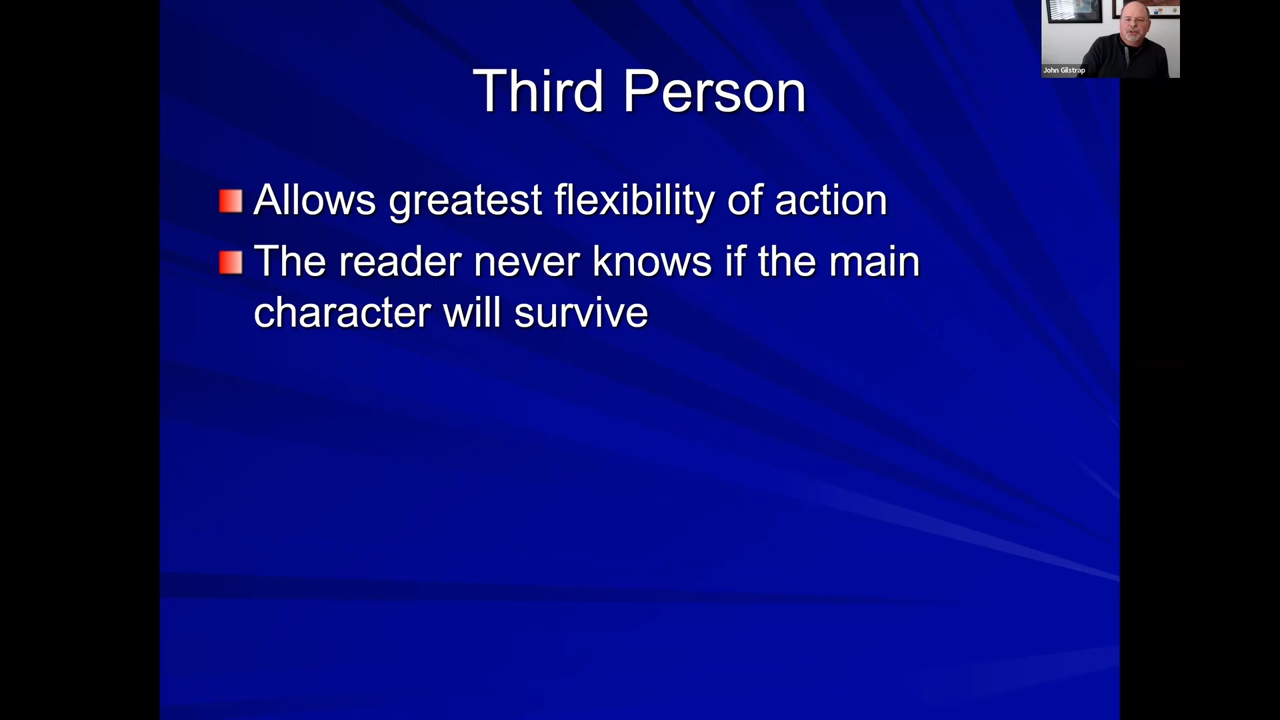 John Gilstrap
Third Person
Allows greatest flexibility of action
The reader never knows if the main
character will survive